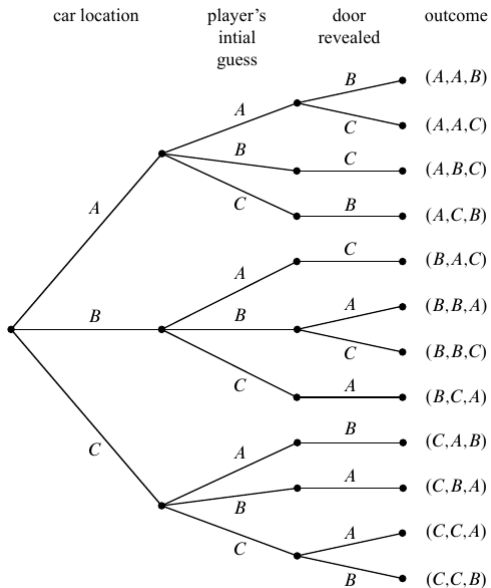 car location player's door outcome
intial revealed
guess
B (A,A,B)
A C (A,A,C)
B C (A,B,C)
A C B (A,C,B)
A C (B,A,C)
B B A (B,B,A)
C (B,B,C)
C A (B,C,A)
C A B (C,A,B)
B A (C,B,A)
C A (C,C,A)
B (C,C,B)